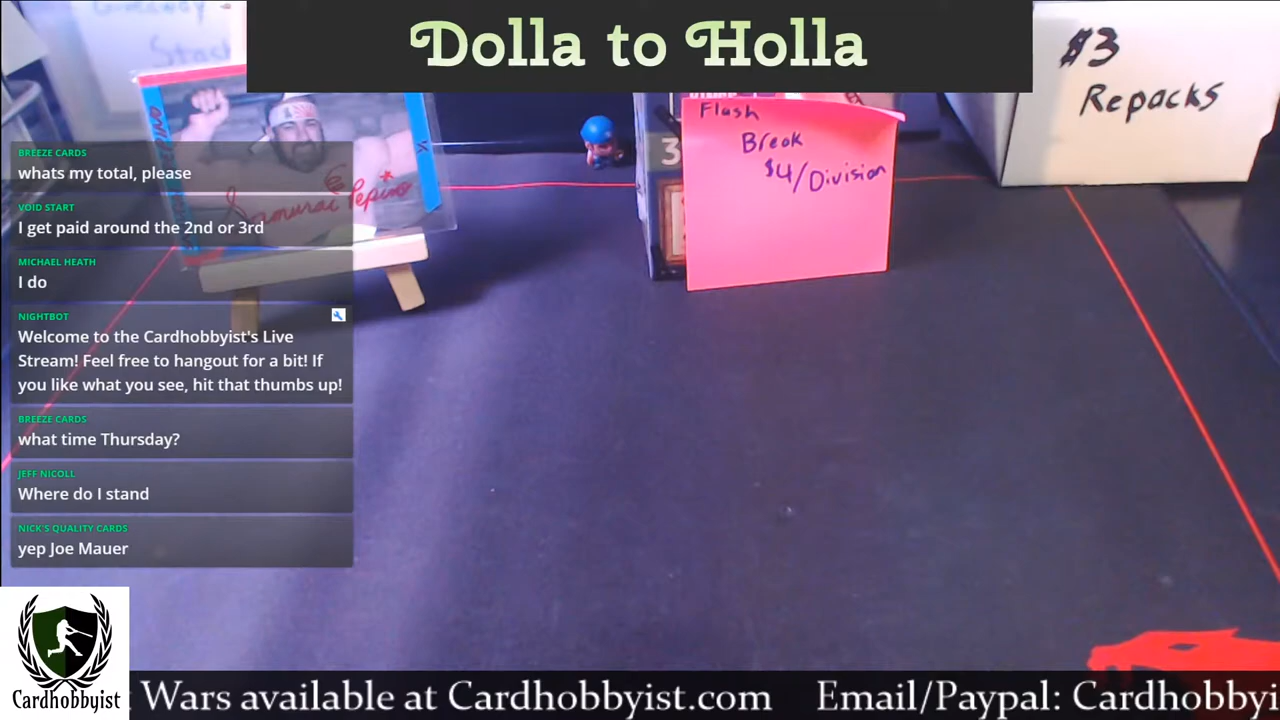 Dolla to Holla
Giveaway
Stash
#3
Repacks
Flash
Break
$4/Division
3
Samurai Pepino
BREEZE CARDS
whats my total, please
VOID START
I get paid around the 2nd or 3rd
MICHAEL HEATH
I do
NIGHTBOT
Welcome to the Cardhobbyist's Live
Stream! Feel free to hangout for a bit! If
you like what you see, hit that thumbs up!
BREEZE CARDS
what time Thursday?
JEFF NICOLL
Where do I stand
NICK'S QUALITY CARDS
yep Joe Mauer
Cardhobbyist
t Wars available at Cardhobbyist.com Email/Paypal: Cardhobbyi